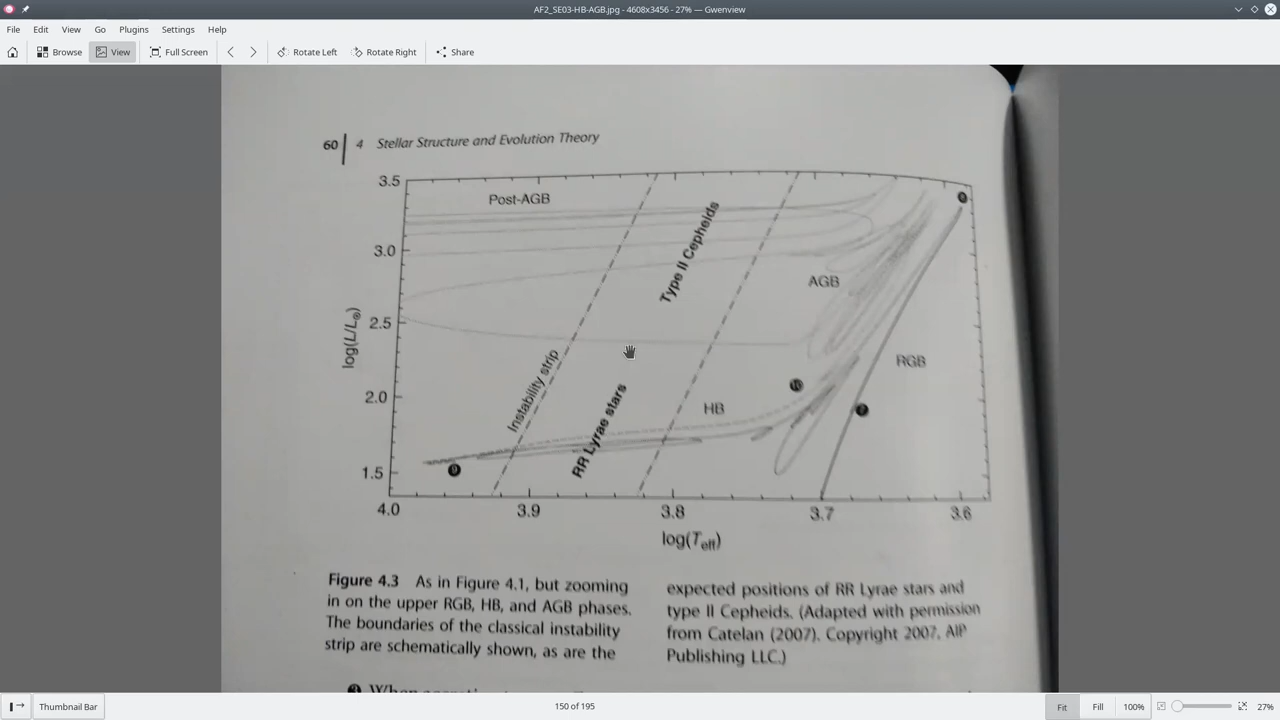 AF2_SE03-HB-AGB.jpg - 4608x3456 - 27% — Gwenview
File Edit View Go Plugins Settings Help
Browse View Full Screen Rotate Left Rotate Right Share
60 4 Stellar Structure and Evolution Theory
3.5
3.0
2.5
2.0
1.5
log(L/L⊙)
Post-AGB
Type II Cepheids
AGB
Instability strip
RR Lyrae stars
HB
RGB
8
7
9
10
4.0 3.9 3.8 3.7 3.6
log(Teff)
Figure 4.3 As in Figure 4.1, but zooming
in on the upper RGB, HB, and AGB phases.
The boundaries of the classical instability
strip are schematically shown, as are the
expected positions of RR Lyrae stars and
type II Cepheids. (Adapted with permission
from Catelan (2007). Copyright 2007, AIP
Publishing LLC.)
Thumbnail Bar
150 of 195
Fit Fill 100% 27%